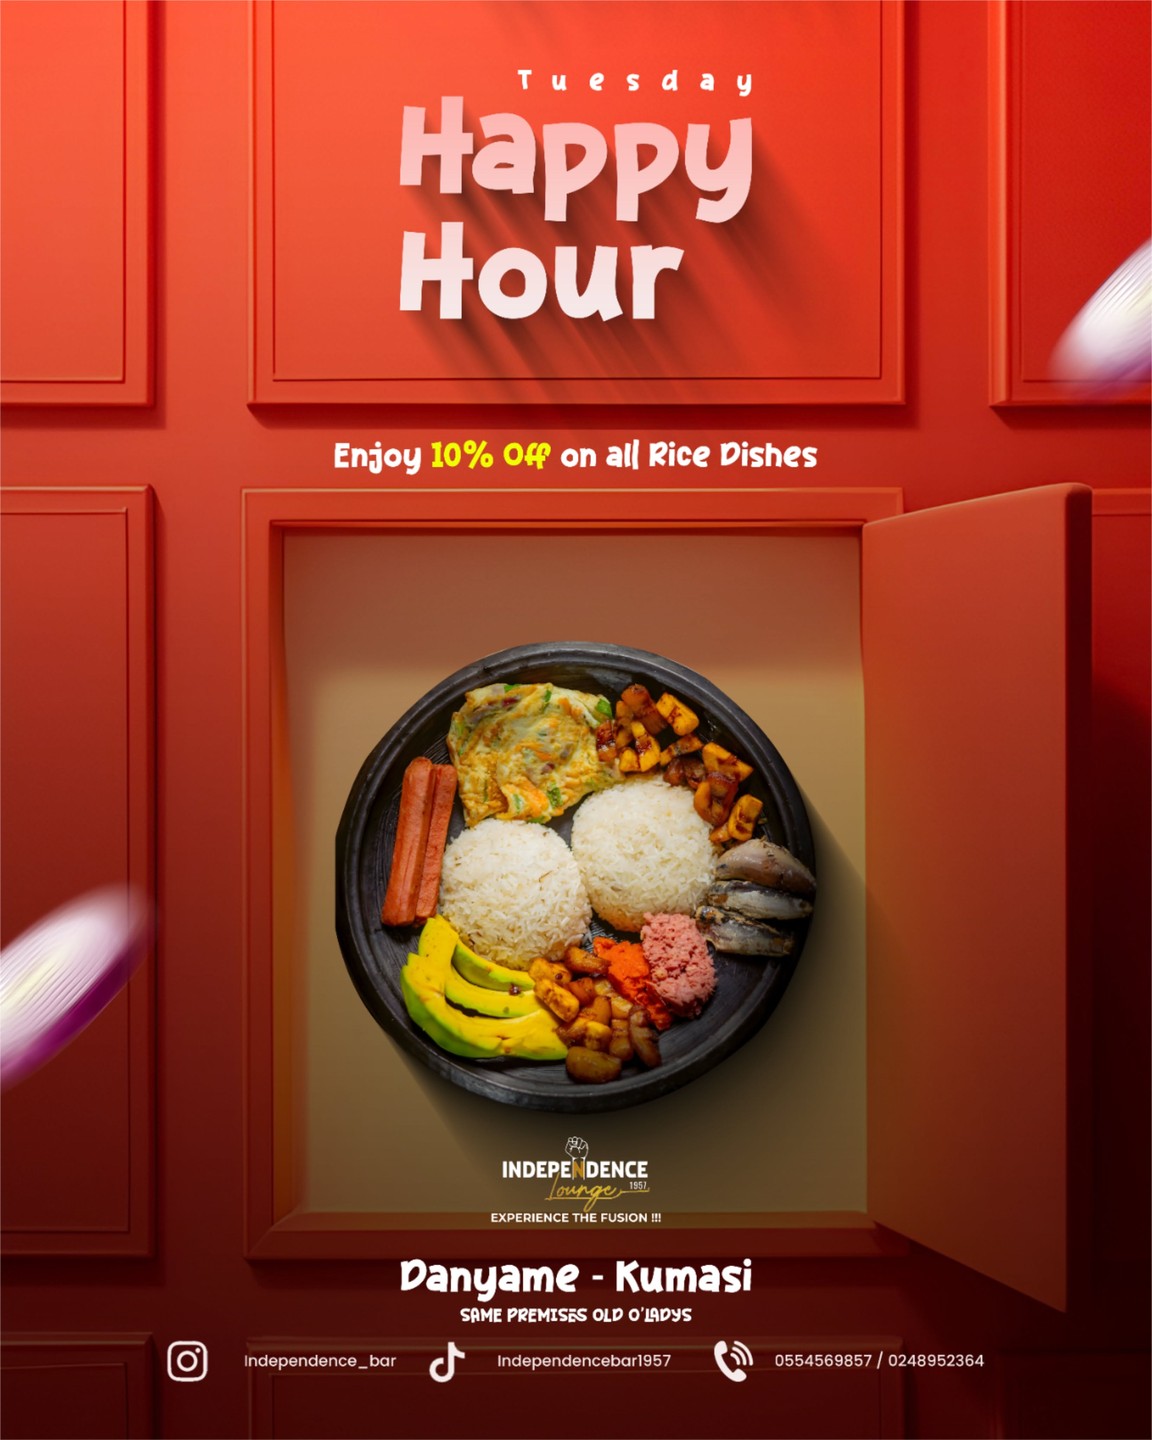 Tuesday
Happy
Hour
Enjoy 10% Off on all Rice Dishes
INDEPENDENCE
Lounge 1957
EXPERIENCE THE FUSION !!!
Danyame - Kumasi
SAME PREMISES OLD O'LADYS
Independence_bar Independencebar1957 0554569857 / 0248952364